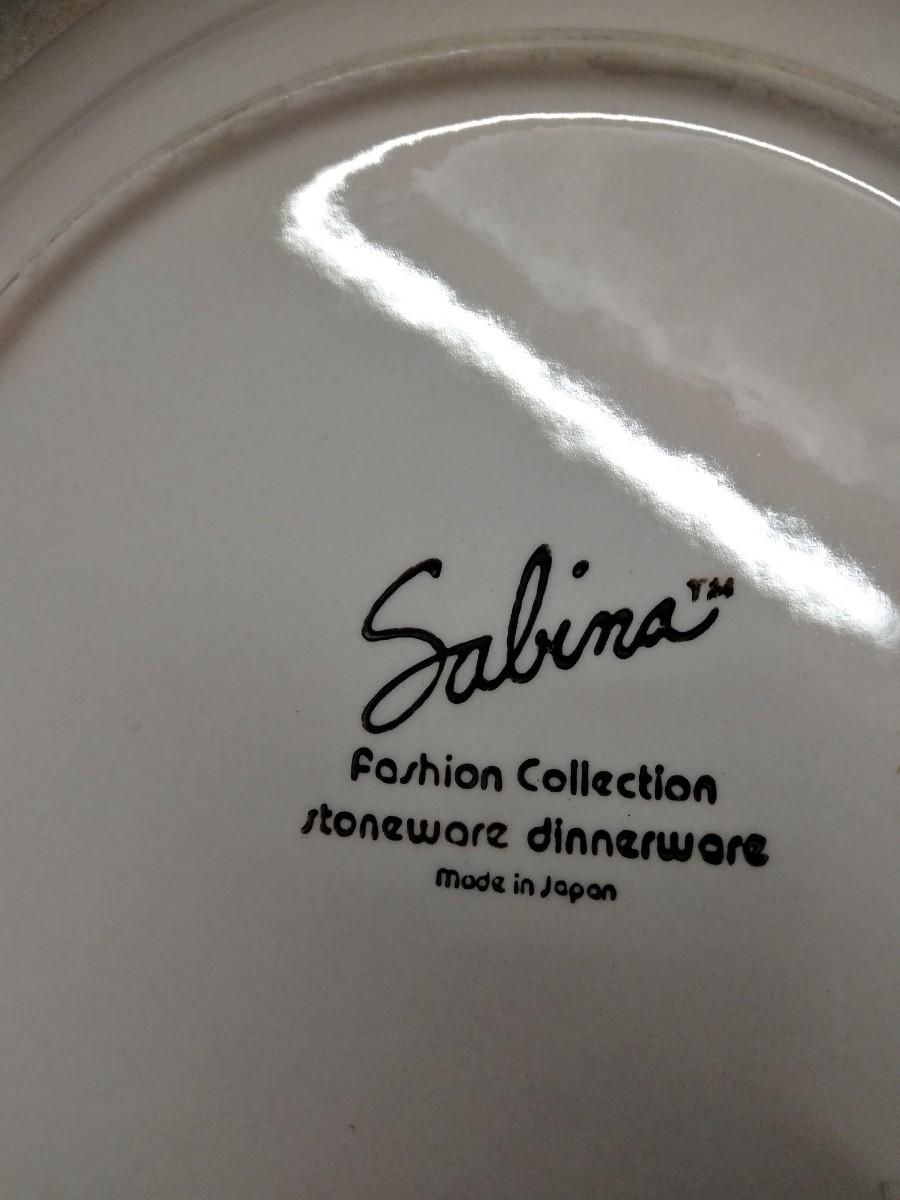 Sabina™
Fashion Collection
stoneware dinnerware
Made in Japan